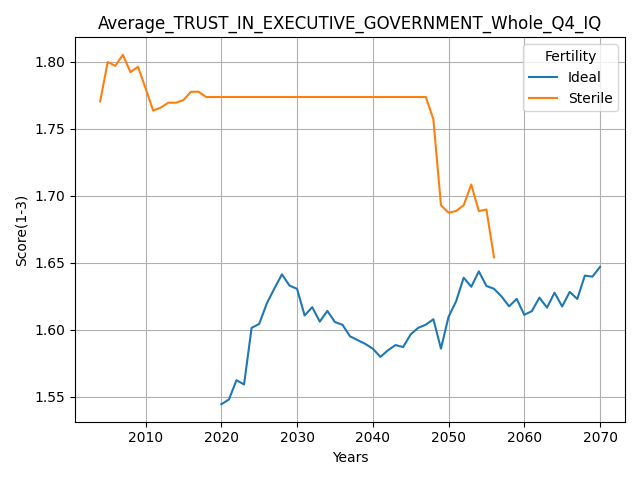 Average_TRUST_IN_EXECUTIVE_GOVERNMENT_Whole_Q4_IQ
Fertility
Ideal
Sterile
Score(1-3)
1.80
1.75
1.70
1.65
1.60
1.55
2010 2020 2030 2040 2050 2060 2070
Years